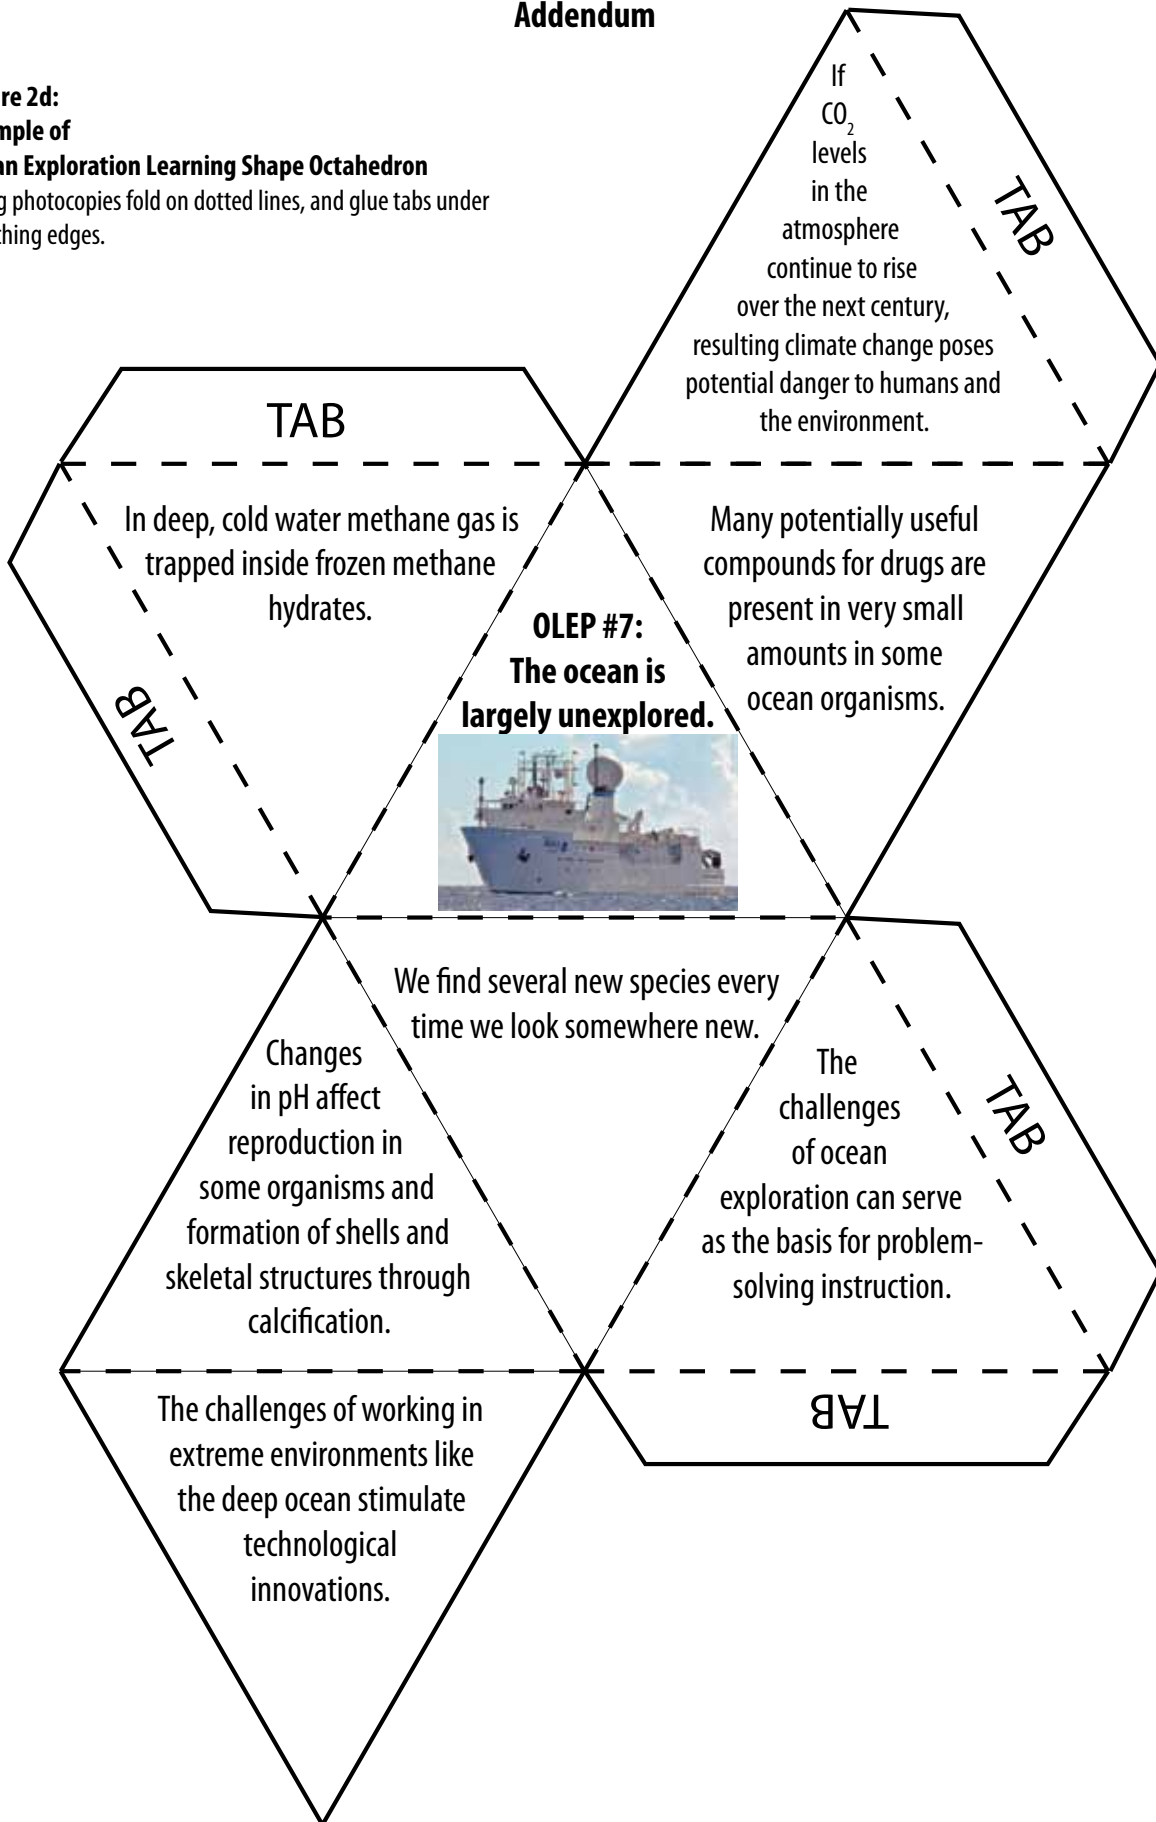 Addendum
re 2d:
mple of
an Exploration Learning Shape Octahedron
g photocopies fold on dotted lines, and glue tabs under
thing edges.
If
CO2
levels
in the
atmosphere
continue to rise
over the next century,
resulting climate change poses
potential danger to humans and
the environment.
TAB
TAB
In deep, cold water methane gas is
trapped inside frozen methane
hydrates.
TAB
OLEP #7:
The ocean is
largely unexplored.
Many potentially useful
compounds for drugs are
present in very small
amounts in some
ocean organisms.
We find several new species every
time we look somewhere new.
Changes
in pH affect
reproduction in
some organisms and
formation of shells and
skeletal structures through
calcification.
The
challenges
of ocean
exploration can serve
as the basis for problem-
solving instruction.
TAB
TAB
The challenges of working in
extreme environments like
the deep ocean stimulate
technological
innovations.